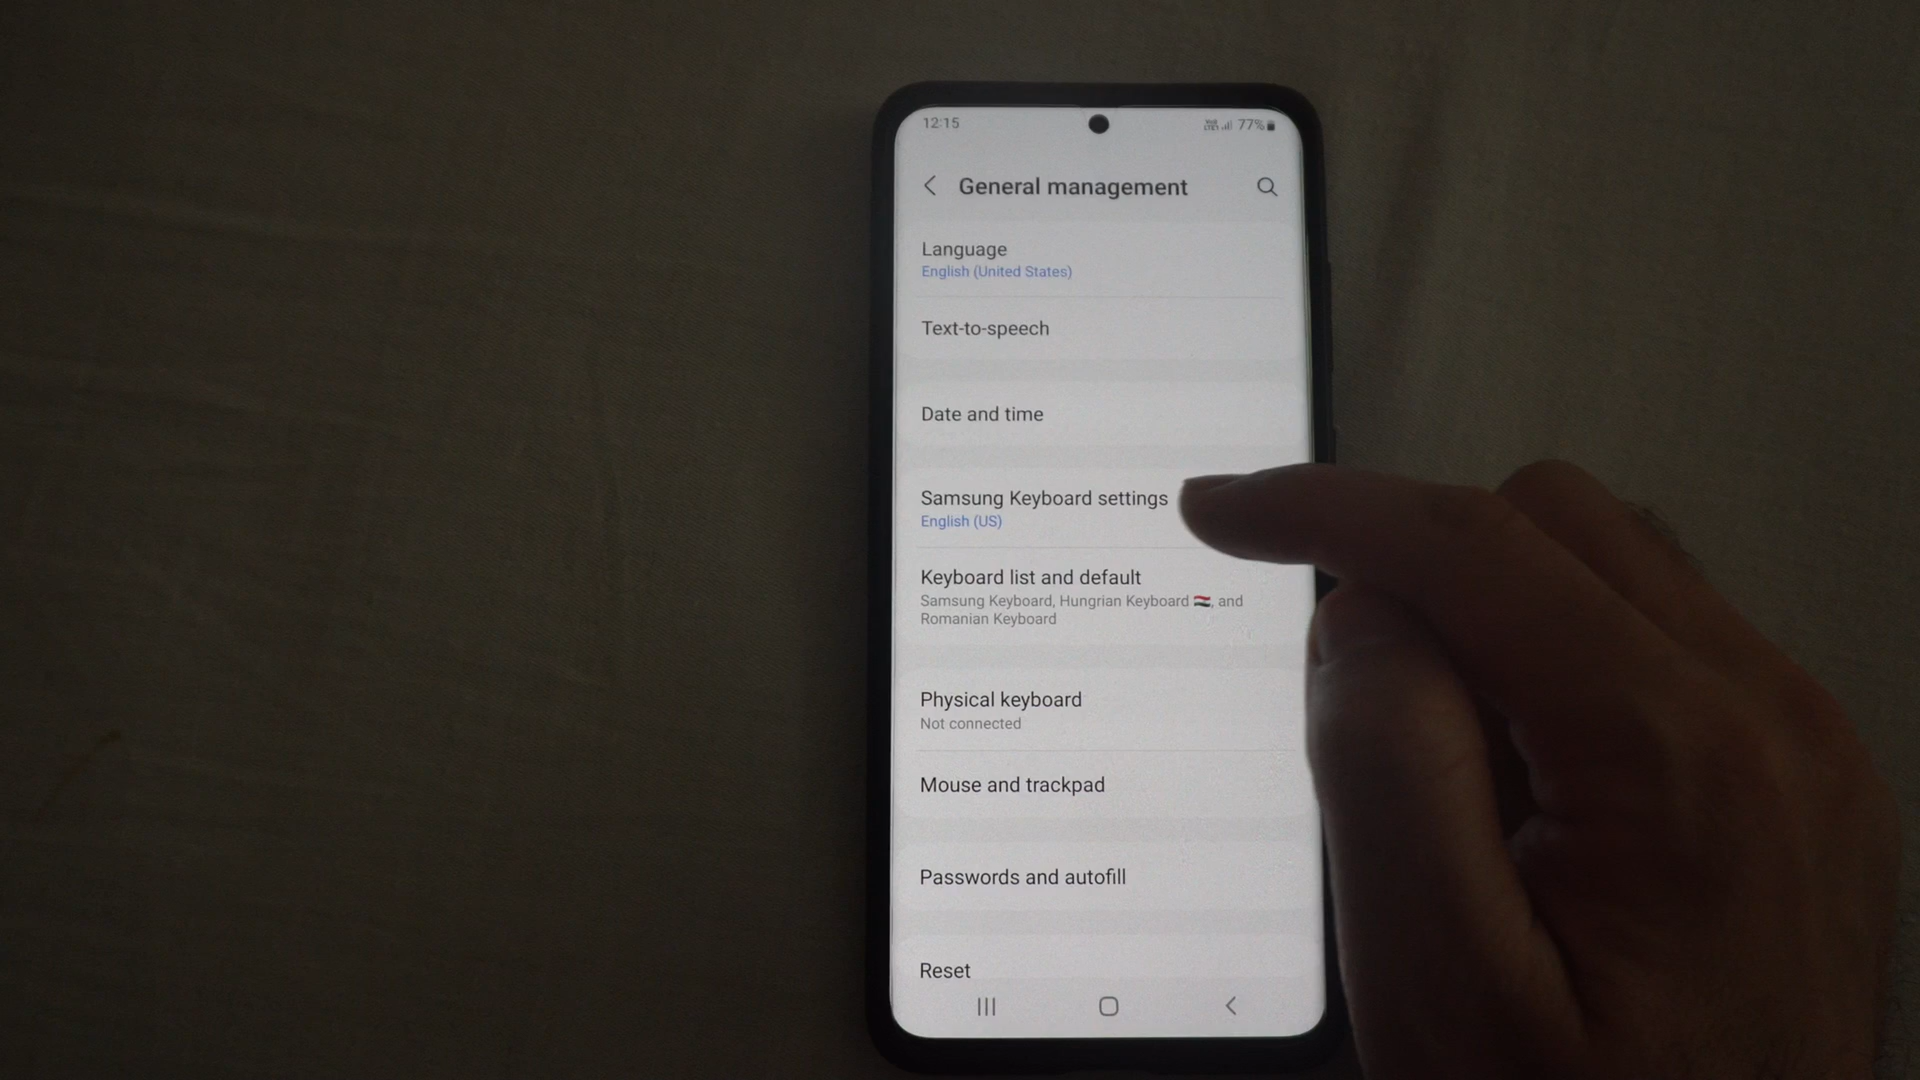 12:15
77%
General management
Language
English (United States)
Text-to-speech
Date and time
Samsung Keyboard settings
English (US)
Keyboard list and default
Samsung Keyboard, Hungrian Keyboard 🇭🇺, and
Romanian Keyboard
Physical keyboard
Not connected
Mouse and trackpad
Passwords and autofill
Reset